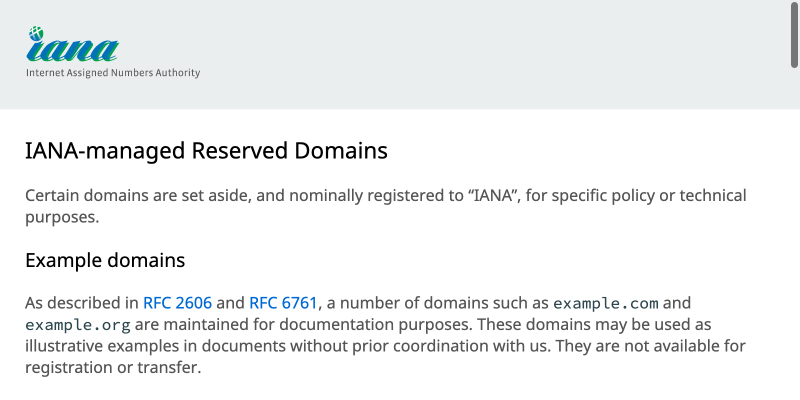 iana
Internet Assigned Numbers Authority
IANA-managed Reserved Domains
Certain domains are set aside, and nominally registered to “IANA”, for specific policy or technical
purposes.
Example domains
As described in RFC 2606 and RFC 6761, a number of domains such as example.com and
example.org are maintained for documentation purposes. These domains may be used as
illustrative examples in documents without prior coordination with us. They are not available for
registration or transfer.